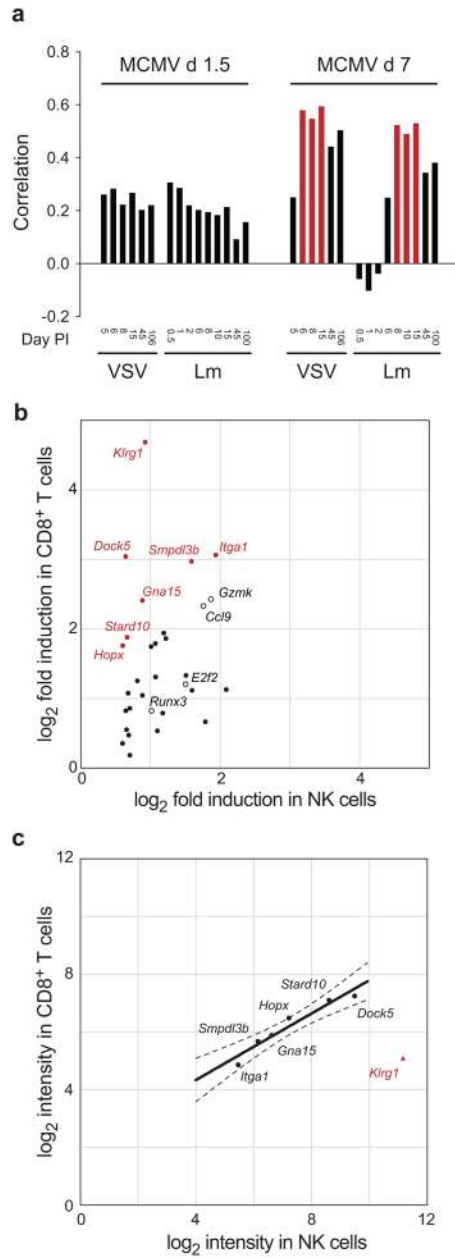 a
0.8
MCMV d 1.5 MCMV d 7
0.6
0.4
0.2
0
-0.2
Correlation
Day PI 5 6 8 15 45 106 0.5 1 2 6 8 10 15 45 100 5 6 8 15 45 106 0.5 1 2 6 8 10 15 45 100
VSV Lm VSV Lm
b
4
2
0
log2 fold induction in CD8+ T cells
Klrg1
Dock5 Smpdl3b Itga1
Gna15 Gzmk
Ccl9
Stard10
Hopx
E2f2
Runx3
0 2 4
log2 fold induction in NK cells
c
12
8
4
0
log2 intensity in CD8+ T cells
Stard10
Hopx
Smpdl3b Dock5
Gna15
Itga1 Klrg1
0 4 8 12
log2 intensity in NK cells